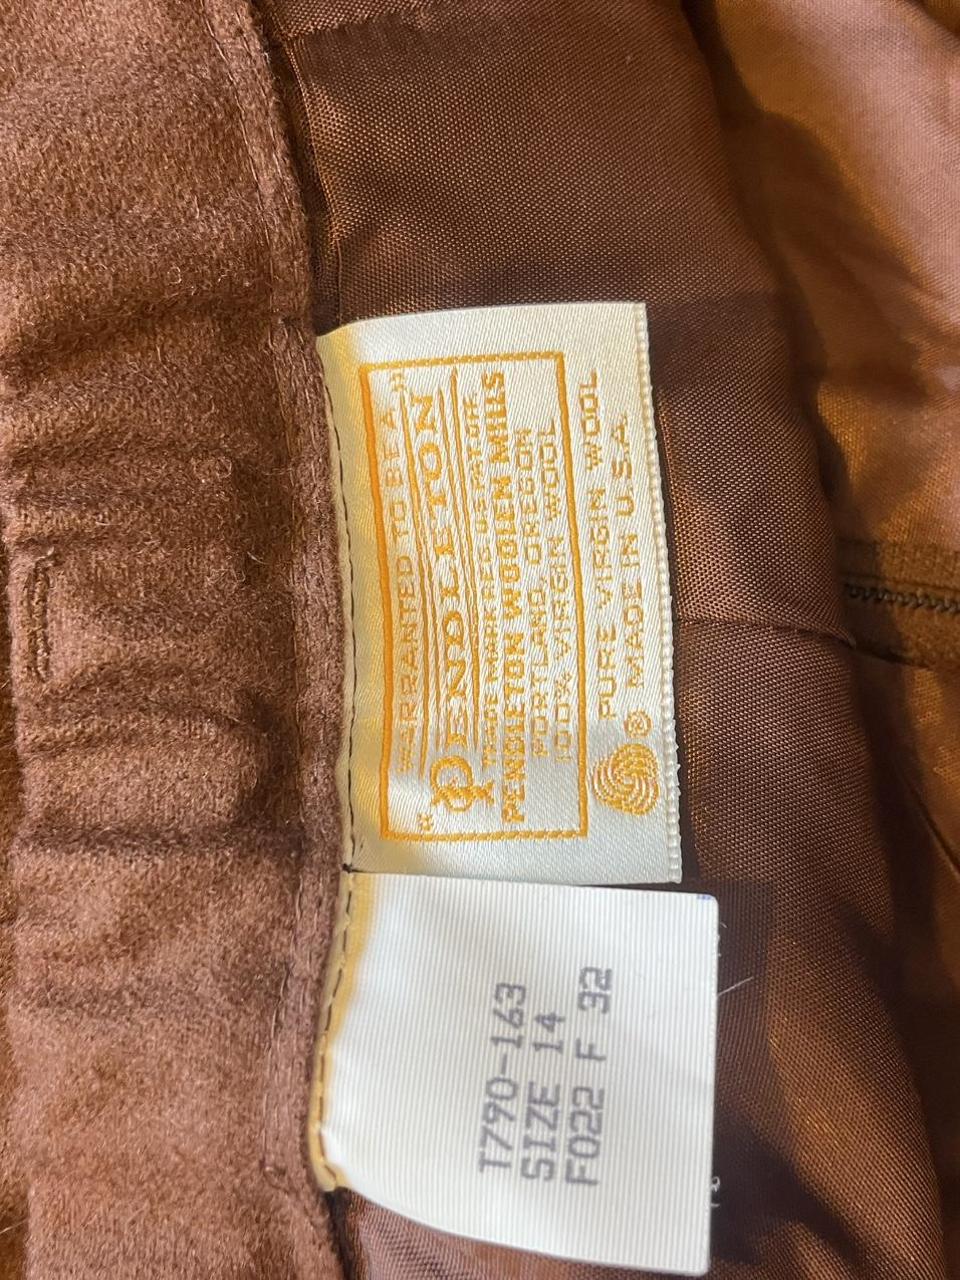 "WARRANTED TO BE A"
PENDLETON
TRADE MARK REG. U.S. PAT. OFF.
PENDLETON WOOLEN MILLS
PORTLAND, OREGON
100% VIRGIN WOOL
PURE VIRGIN WOOL
® MADE IN U.S.A.
T790-163
SIZE 14
F022 F 32